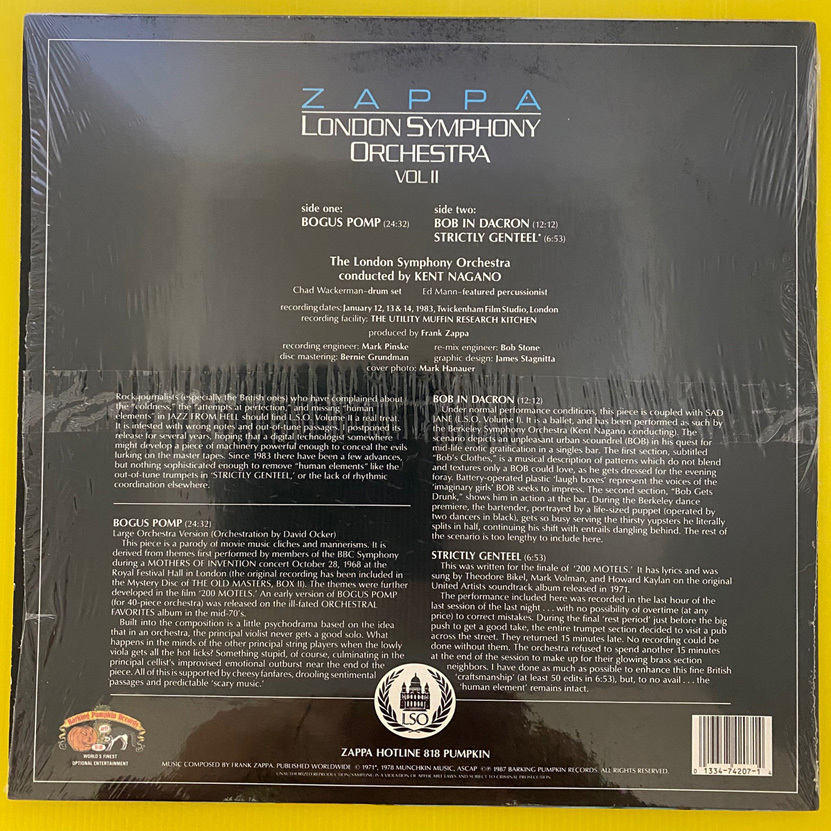 ZAPPA
LONDON SYMPHONY
ORCHESTRA
VOL II
side one:
BOGUS POMP (24:32)
side two:
BOB IN DACRON (12:12)
STRICTLY GENTEEL* (6:53)
The London Symphony Orchestra
conducted by KENT NAGANO
Chad Wackerman–drum set Ed Mann–featured percussionist
recording dates: January 12, 13 & 14, 1983, Twickenham Film Studio, London
recording facility: THE UTILITY MUFFIN RESEARCH KITCHEN
produced by Frank Zappa
recording engineer: Mark Pinske re-mix engineer: Bob Stone
disc mastering: Bernie Grundman graphic design: James Stagnitta
cover photo: Mark Hanauer
Rock journalists (especially the British ones) who have complained about
the "coldness," the "attempts at perfection," and missing "human
elements" in JAZZ FROM HELL should find L.S.O. Volume II a real treat.
It is infested with wrong notes and out-of-tune passages. I postponed its
release for several years, hoping that a digital technologist somewhere
might develop a piece of machinery powerful enough to conceal the evils
lurking on the master tapes. Since 1983 there have been a few advances,
but nothing sophisticated enough to remove "human elements" like the
out-of-tune trumpets in 'STRICTLY GENTEEL,' or the lack of rhythmic
coordination elsewhere.
BOGUS POMP (24:32)
Large Orchestra Version (Orchestration by David Ocker)
This piece is a parody of movie music cliches and mannerisms. It is
derived from themes first performed by members of the BBC Symphony
during a MOTHERS OF INVENTION concert October 28, 1968 at the
Royal Festival Hall in London (the original recording has been included in
the Mystery Disc of THE OLD MASTERS, BOX II). The themes were further
developed in the film '200 MOTELS.' An early version of BOGUS POMP
(for 40-piece orchestra) was released on the ill-fated ORCHESTRAL
FAVORITES album in the mid-70's.
Built into the composition is a little psychodrama based on the idea
that in an orchestra, the principal violist never gets a good solo. What
happens in the minds of the other principal string players when the lowly
viola gets all the hot licks? Something stupid, of course, culminating in the
principal cellist's improvised emotional outburst near the end of the
piece. All of this is supported by cheesy fanfares, drooling sentimental
passages and predictable 'scary music.'
BOB IN DACRON (12:12)
Under normal performance conditions, this piece is coupled with SAD
JANE (L.S.O. Volume I). It is a ballet, and has been performed as such by
the Berkeley Symphony Orchestra (Kent Nagano conducting). The
scenario depicts an unpleasant urban scoundrel (BOB) in his quest for
mid-life erotic gratification in a singles bar. The first section, subtitled
"Bob's Clothes," is a musical description of patterns which do not blend
and textures only a BOB could love, as he gets dressed for the evening
foray. Battery-operated plastic 'laugh boxes' represent the voices of the
'imaginary girls' BOB seeks to impress. The second section, "Bob Gets
Drunk," shows him in action at the bar. During the Berkeley dance
premiere, the bartender, portrayed by a life-sized puppet (operated by
two dancers in black), gets so busy serving the thirsty yupsters he literally
splits in half, continuing his shift with entrails dangling behind. The rest of
the scenario is too lengthy to include here.
STRICTLY GENTEEL (6:53)
This was written for the finale of '200 MOTELS.' It has lyrics and was
sung by Theodore Bikel, Mark Volman, and Howard Kaylan on the original
United Artists soundtrack album released in 1971.
The performance included here was recorded in the last hour of the
last session of the last night . . . with no possibility of overtime (at any
price) to correct mistakes. During the final 'rest period' just before the big
push to get a good take, the entire trumpet section decided to visit a pub
across the street. They returned 15 minutes late. No recording could be
done without them. The orchestra refused to spend another 15 minutes
at the end of the session to make up for their glowing brass section
neighbors. I have done as much as possible to enhance this fine British
'craftsmanship' (at least 50 edits in 6:53), but, to no avail . . . the
'human element' remains intact.
LSO
Barking Pumpkin Records
WORLD'S FINEST
OPTIONAL ENTERTAINMENT
ZAPPA HOTLINE 818 PUMPKIN
MUSIC COMPOSED BY FRANK ZAPPA. PUBLISHED WORLDWIDE © 1971*, 1978 MUNCHKIN MUSIC, ASCAP ©℗ 1987 BARKING PUMPKIN RECORDS. ALL RIGHTS RESERVED.
UNAUTHORIZED REPRODUCTION/SAMPLING IS A VIOLATION OF APPLICABLE LAWS AND SUBJECT TO CRIMINAL PROSECUTION.
0 1334-74207-1 4